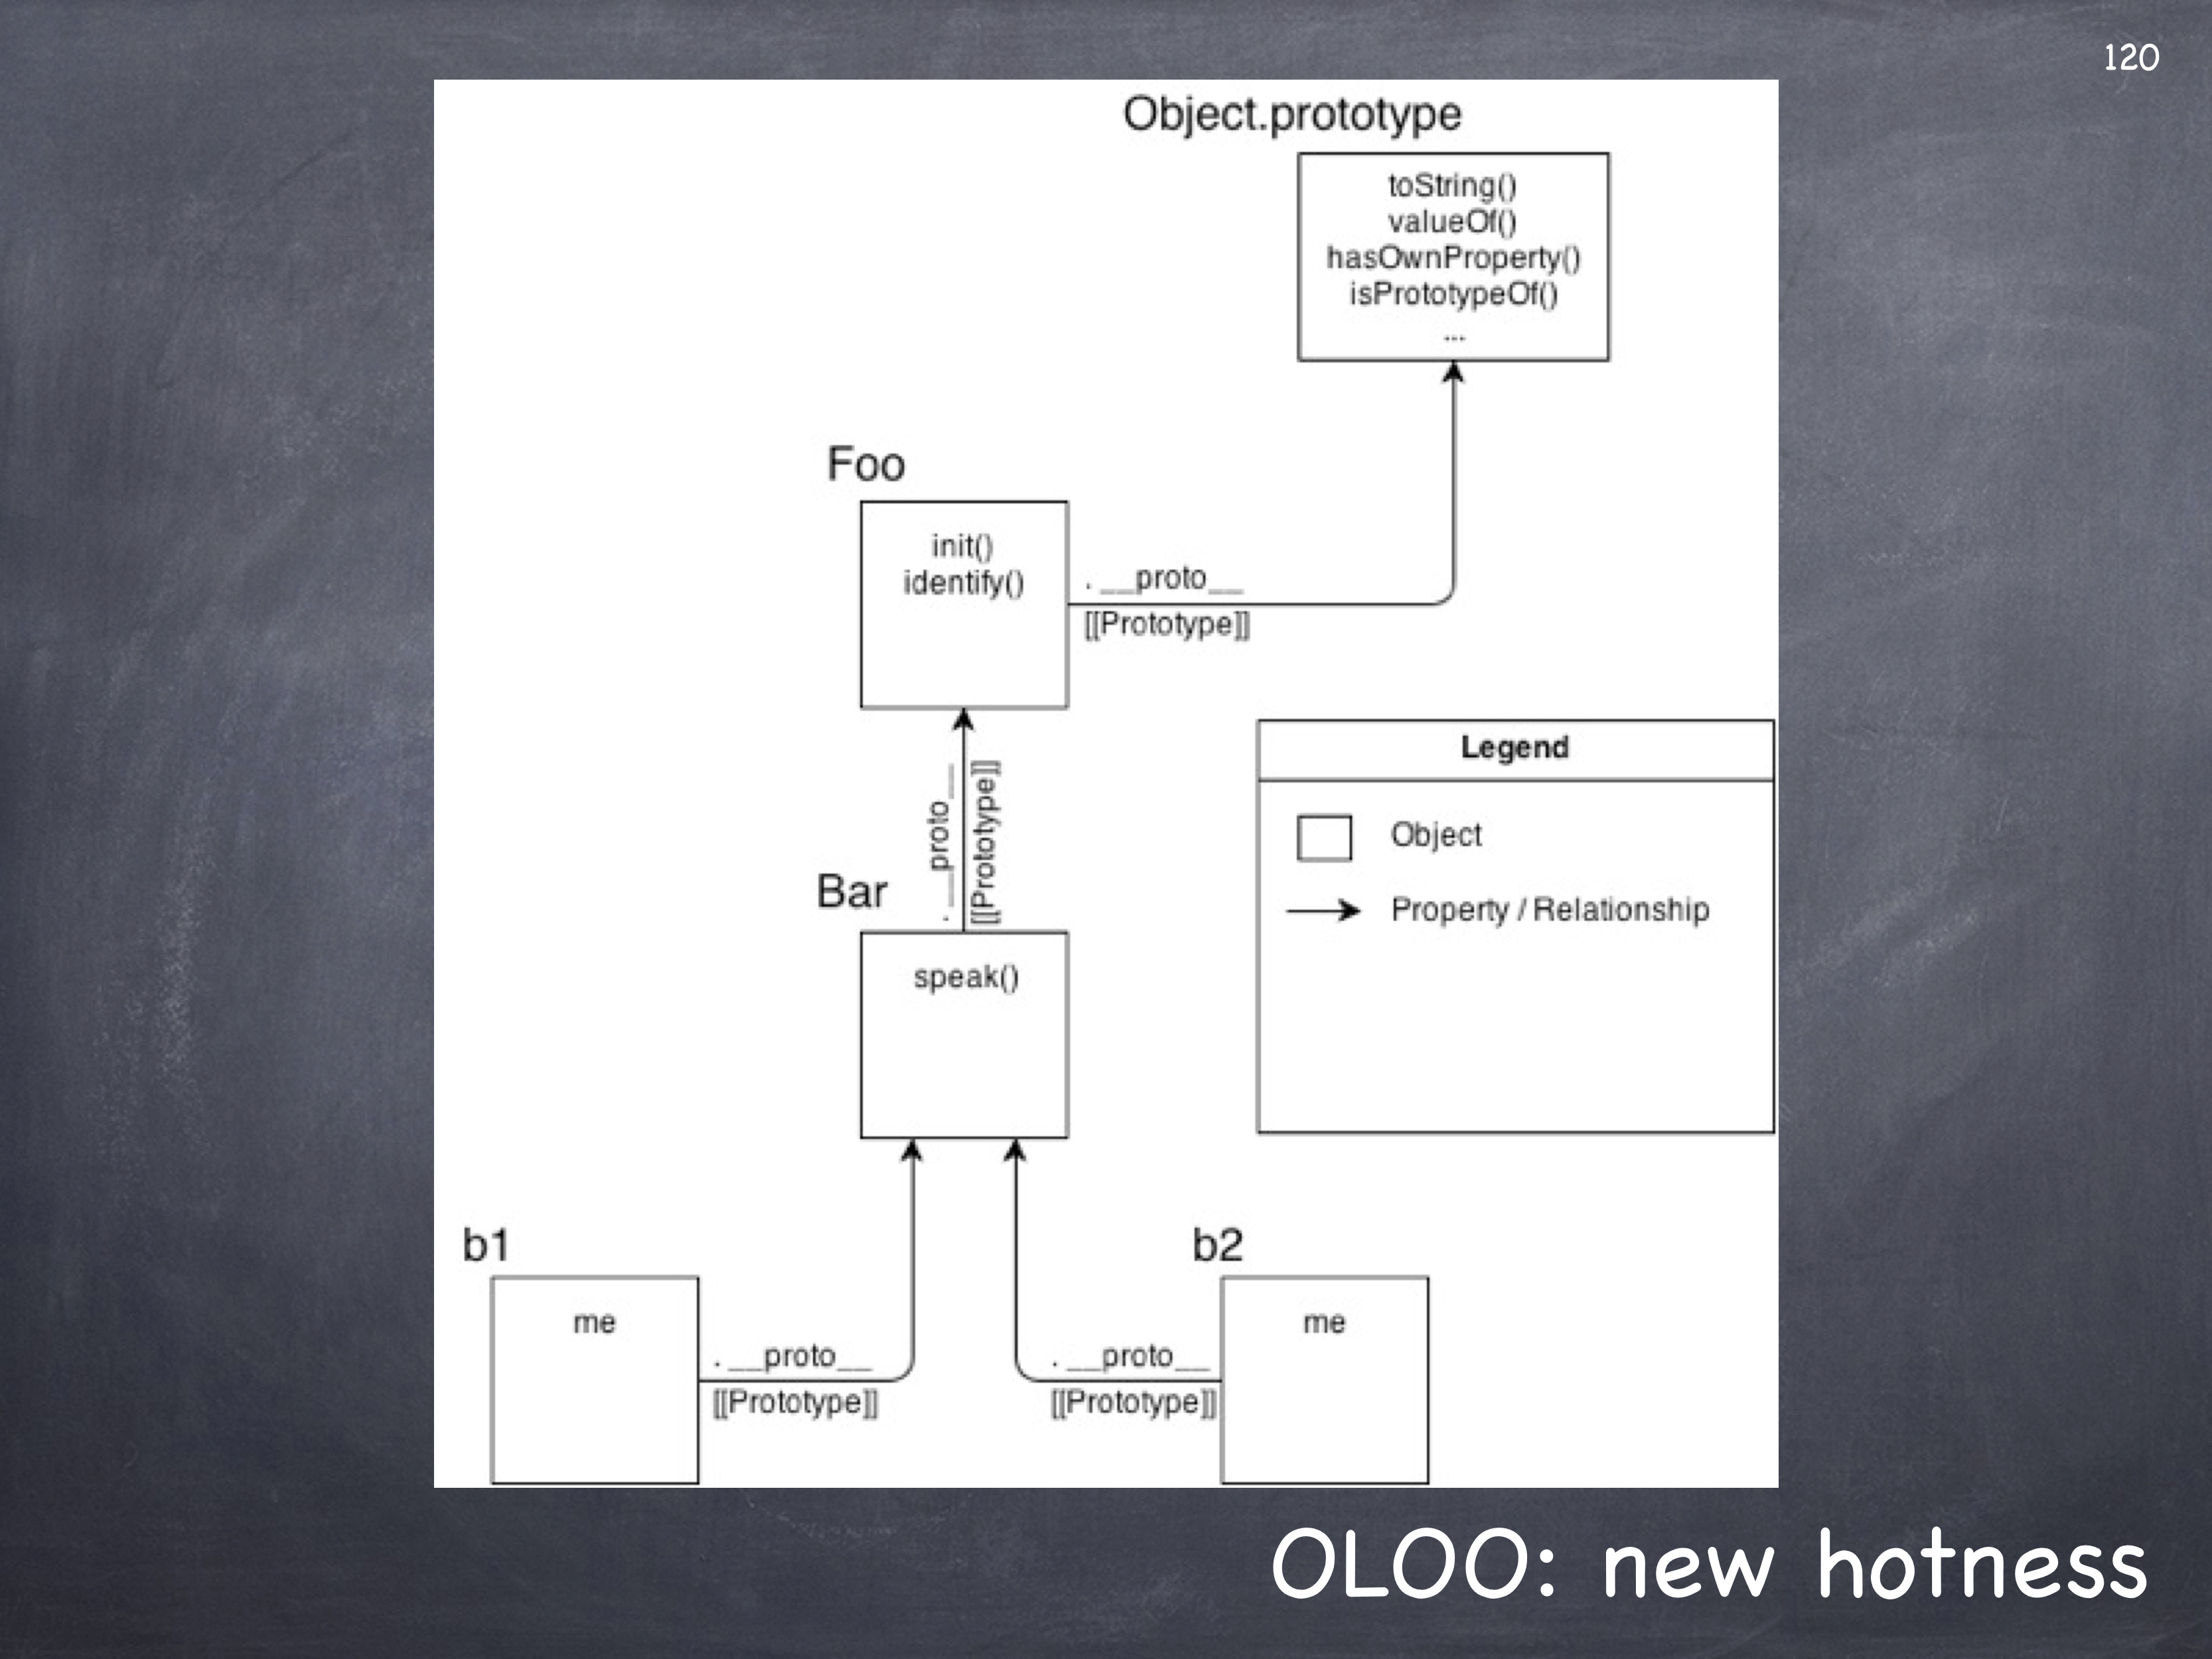 120
Object.prototype
toString()
valueOf()
hasOwnProperty()
isPrototypeOf()
...
Foo
init()
identify()
. __proto__
[[Prototype]]
. __proto__
[[Prototype]]
Legend
Object
Property / Relationship
Bar
speak()
b1
me
. __proto__
[[Prototype]]
b2
me
. __proto__
[[Prototype]]
OLOO: new hotness